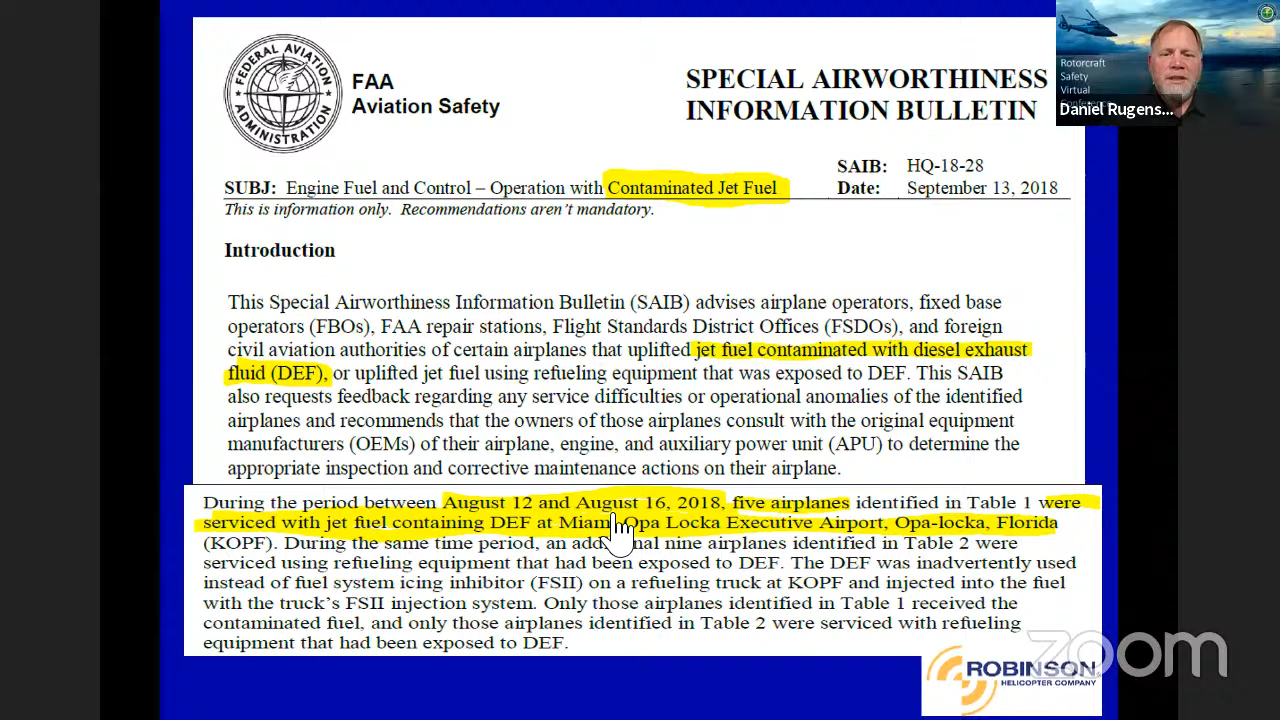 FEDERAL AVIATION
ADMINISTRATION
FAA
Aviation Safety
SPECIAL AIRWORTHINESS
INFORMATION BULLETIN
SAIB: HQ-18-28
SUBJ: Engine Fuel and Control – Operation with Contaminated Jet Fuel
Date: September 13, 2018
This is information only. Recommendations aren't mandatory.
Introduction
This Special Airworthiness Information Bulletin (SAIB) advises airplane operators, fixed base
operators (FBOs), FAA repair stations, Flight Standards District Offices (FSDOs), and foreign
civil aviation authorities of certain airplanes that uplifted jet fuel contaminated with diesel exhaust
fluid (DEF), or uplifted jet fuel using refueling equipment that was exposed to DEF. This SAIB
also requests feedback regarding any service difficulties or operational anomalies of the identified
airplanes and recommends that the owners of those airplanes consult with the original equipment
manufacturers (OEMs) of their airplane, engine, and auxiliary power unit (APU) to determine the
appropriate inspection and corrective maintenance actions on their airplane.
During the period between August 12 and August 16, 2018, five airplanes identified in Table 1 were
serviced with jet fuel containing DEF at Miami Opa Locka Executive Airport, Opa-locka, Florida
(KOPF). During the same time period, an additional nine airplanes identified in Table 2 were
serviced using refueling equipment that had been exposed to DEF. The DEF was inadvertently used
instead of fuel system icing inhibitor (FSII) on a refueling truck at KOPF and injected into the fuel
with the truck's FSII injection system. Only those airplanes identified in Table 1 received the
contaminated fuel, and only those airplanes identified in Table 2 were serviced with refueling
equipment that had been exposed to DEF.
Rotorcraft
Safety
Virtual
Daniel Rugens...
ROBINSON
HELICOPTER COMPANY
zoom